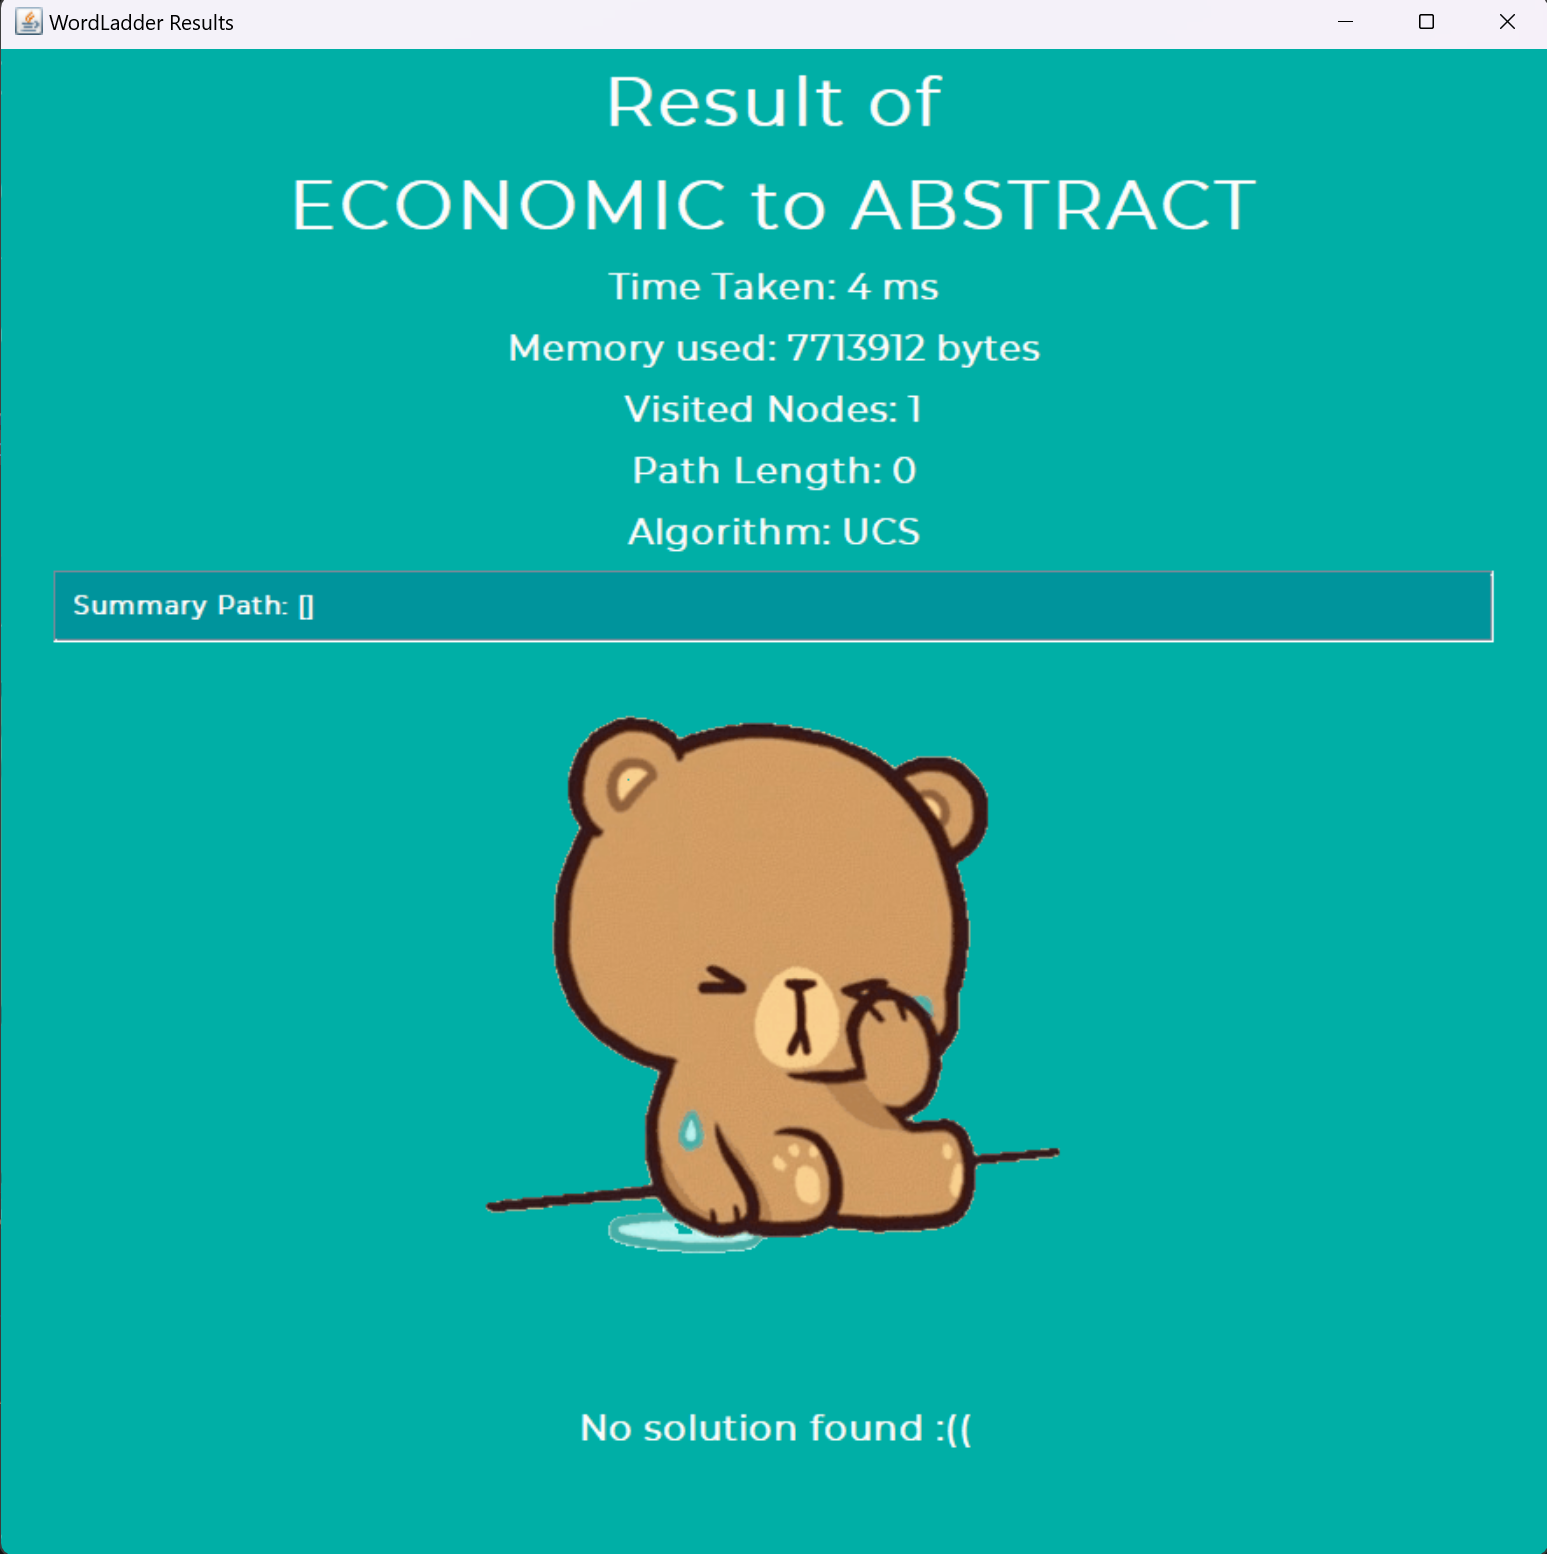 WordLadder Results
Result of
ECONOMIC to ABSTRACT
Time Taken: 4 ms
Memory used: 7713912 bytes
Visited Nodes: 1
Path Length: 0
Algorithm: UCS
Summary Path: []
No solution found :((